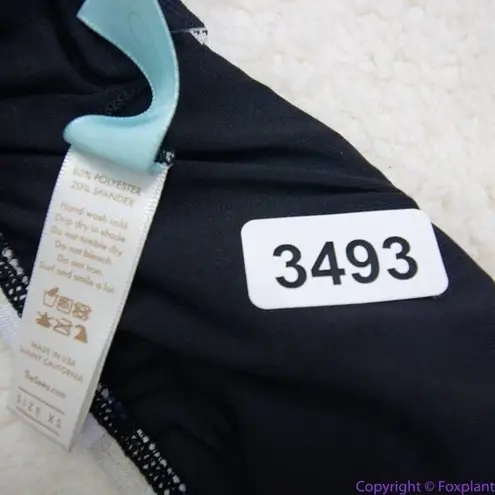 80% POLYESTER
20% SPANDEX
Hand wash cold.
Drip dry in shade
Do not tumble dry
Do not bleach.
Do not iron.
Surf and smile a lot.
MADE IN USA
SUNNY CALIFORNIA
SIZE XS
3493
Copyright © Foxplant